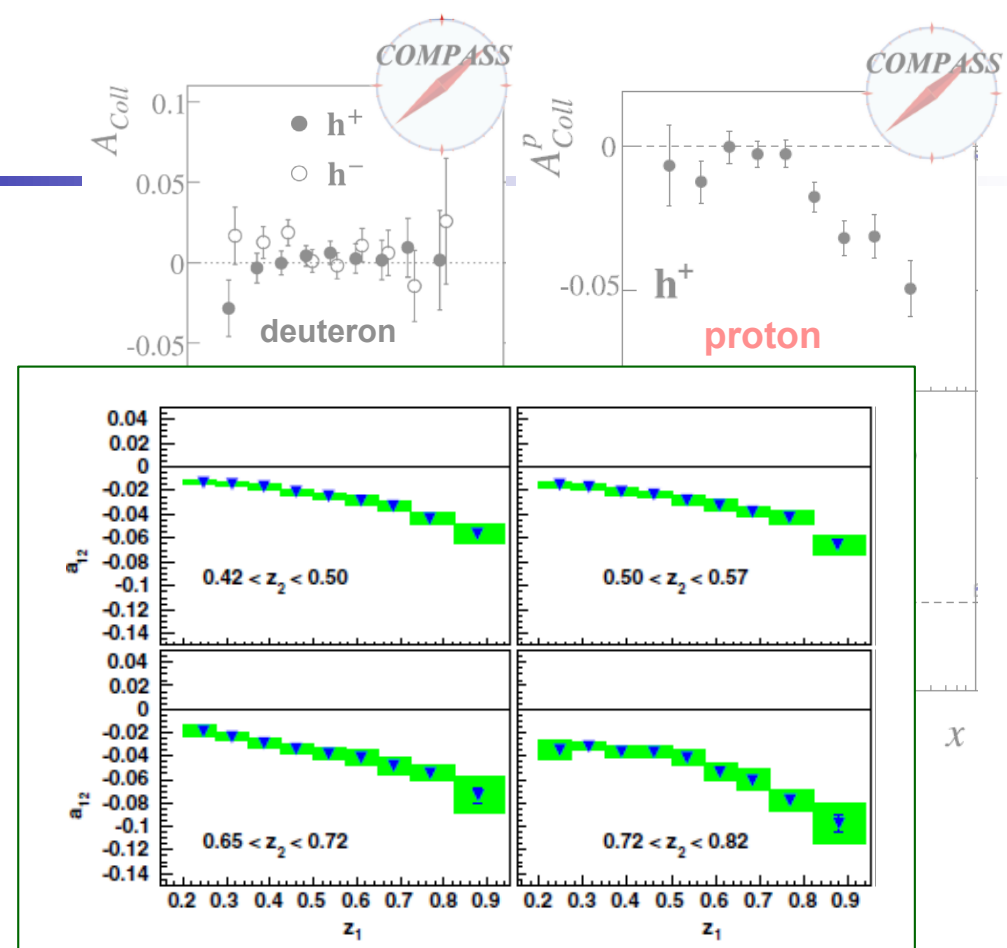 COMPASS
COMPASS
A_Coll
0.1
0.05
0
-0.05
h⁺
h⁻
deuteron
A^p_Coll
0
-0.05
h⁺
proton
x
a₁₂
0.04
0.02
0
-0.02
-0.04
-0.06
-0.08
-0.1
-0.12
-0.14
0.42 < z₂ < 0.50
0.50 < z₂ < 0.57
a₁₂
0.04
0.02
0
-0.02
-0.04
-0.06
-0.08
-0.1
-0.12
-0.14
0.65 < z₂ < 0.72
0.72 < z₂ < 0.82
0.2 0.3 0.4 0.5 0.6 0.7 0.8 0.9
0.2 0.3 0.4 0.5 0.6 0.7 0.8 0.9
z₁
z₁